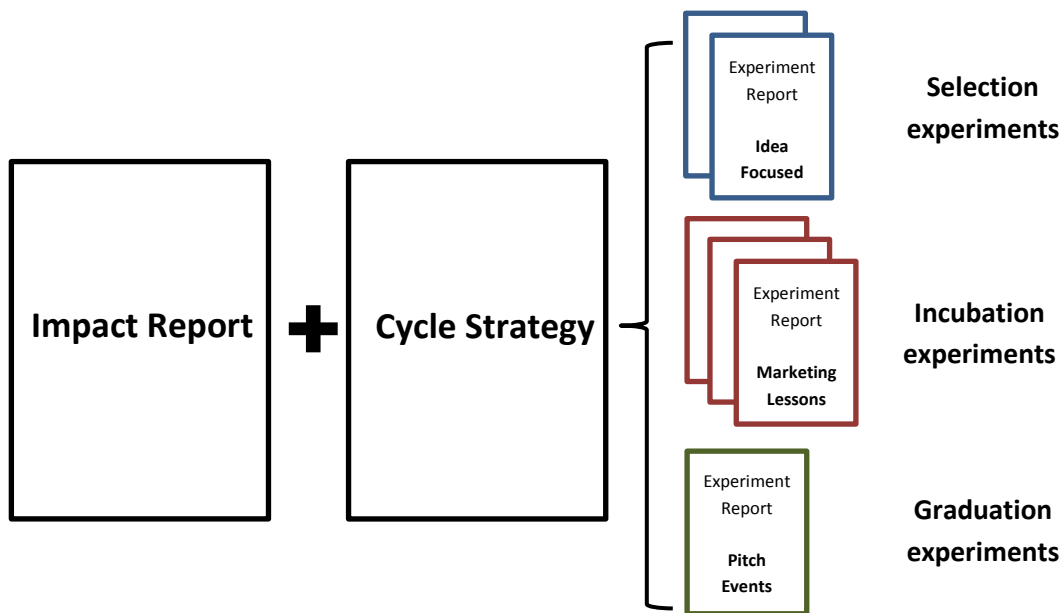 Impact Report
Cycle Strategy
Experiment
Report
Idea
Focused
Selection
experiments
Experiment
Report
Marketing
Lessons
Incubation
experiments
Experiment
Report
Pitch
Events
Graduation
experiments